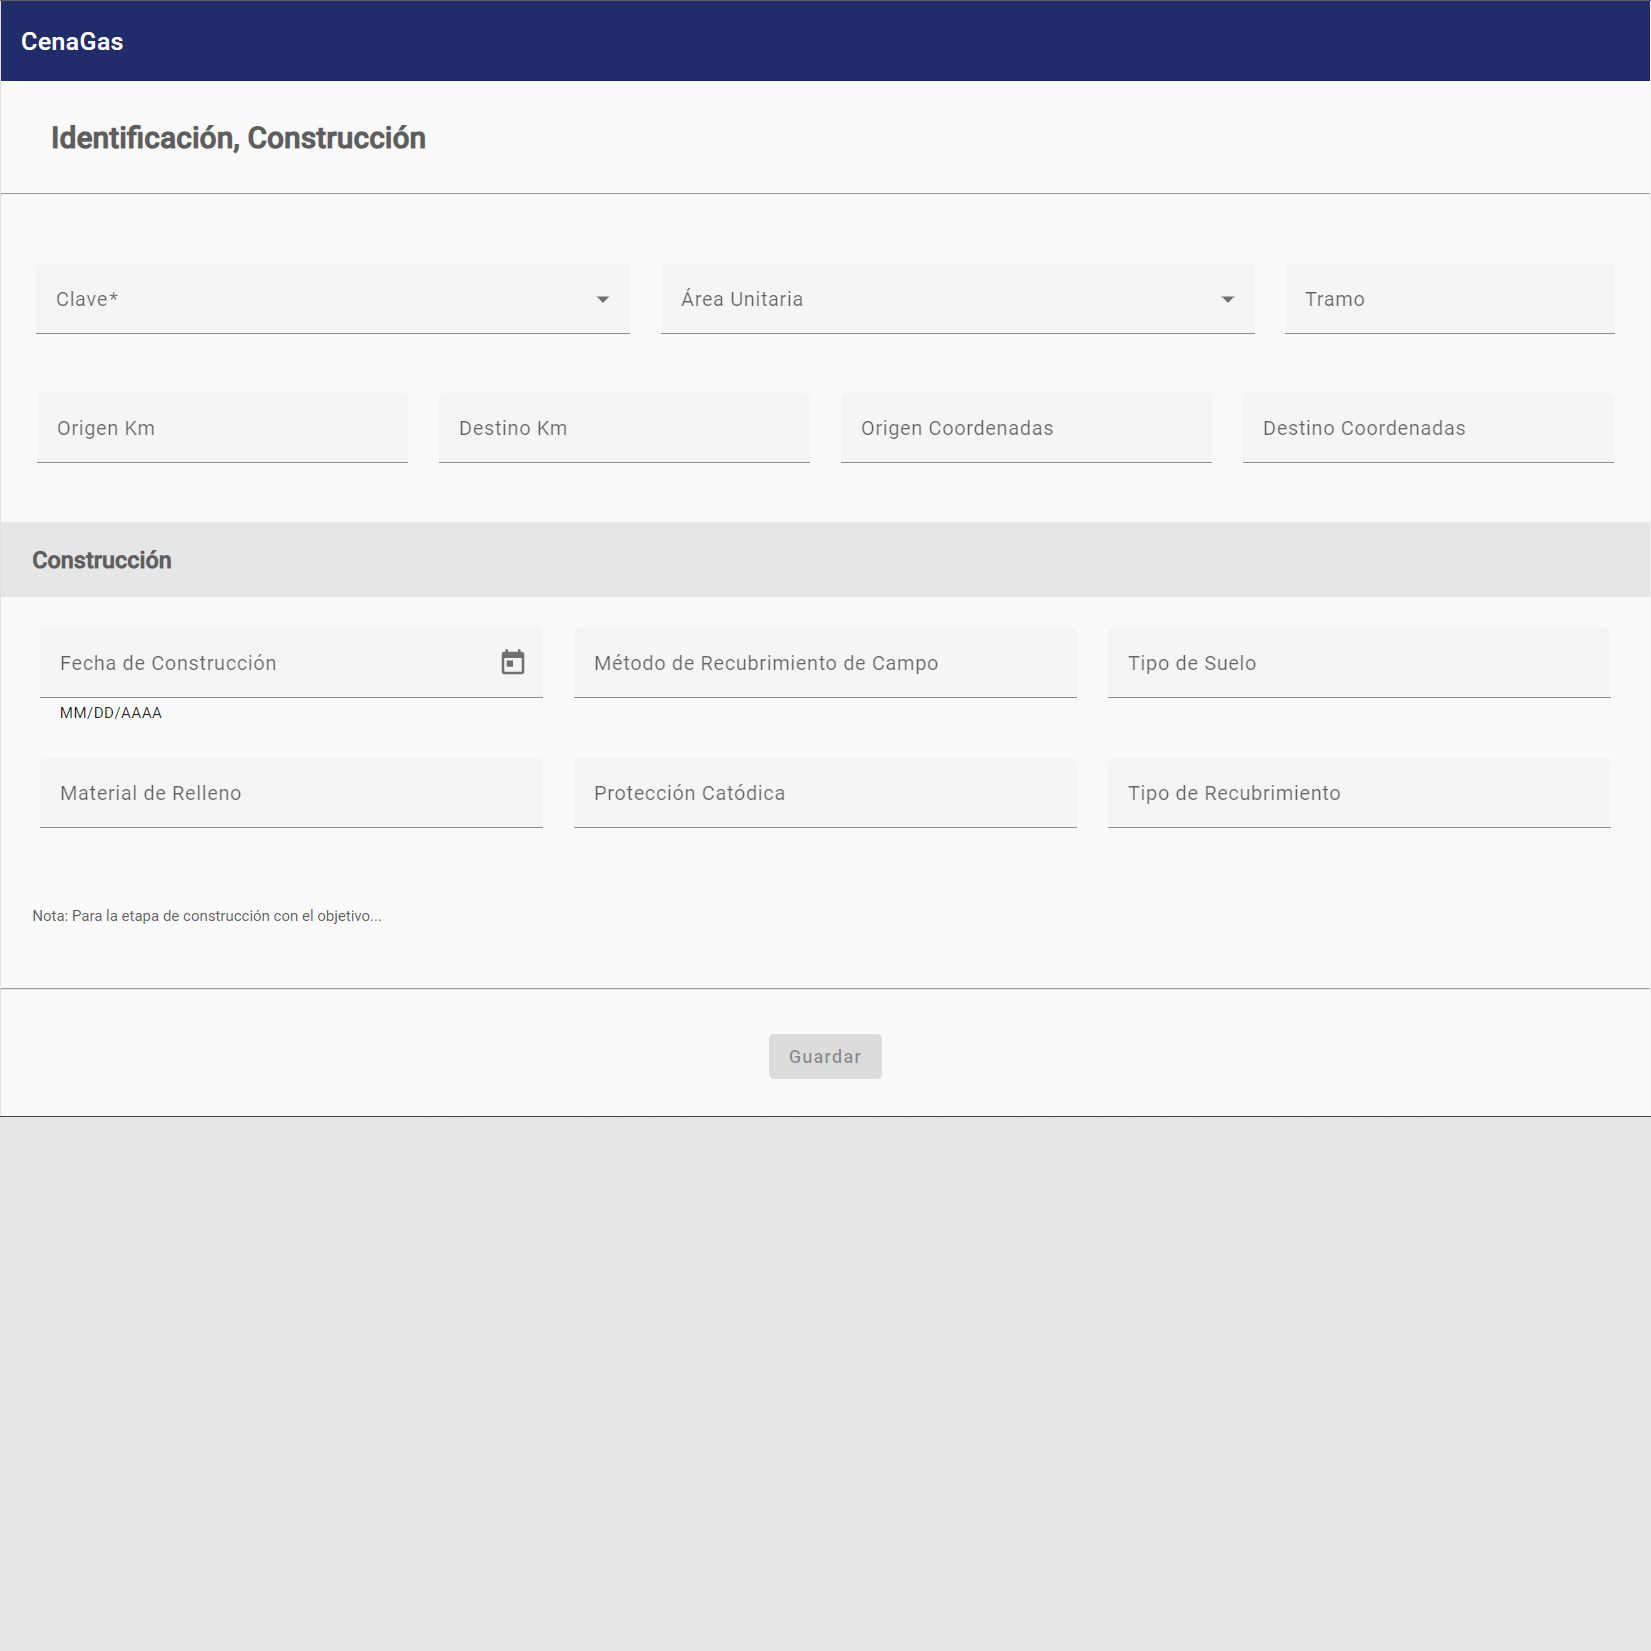 CenaGas
Identificación, Construcción
Clave*
Área Unitaria
Tramo
Origen Km
Destino Km
Origen Coordenadas
Destino Coordenadas
Construcción
Fecha de Construcción
Método de Recubrimiento de Campo
Tipo de Suelo
MM/DD/AAAA
Material de Relleno
Protección Catódica
Tipo de Recubrimiento
Nota: Para la etapa de construcción con el objetivo...
Guardar